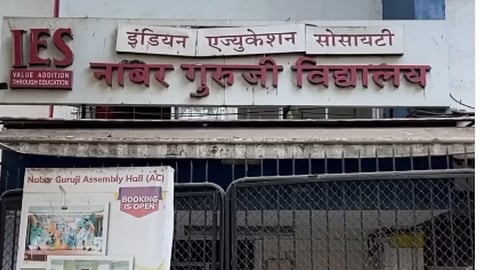 IES
VALUE ADDITION
THROUGH EDUCATION
इंडियन एज्युकेशन सोसायटी
नाबर गुरुजी विद्यालय
Nabar Guruji Assembly Hall (AC)
BOOKING
IS OPEN